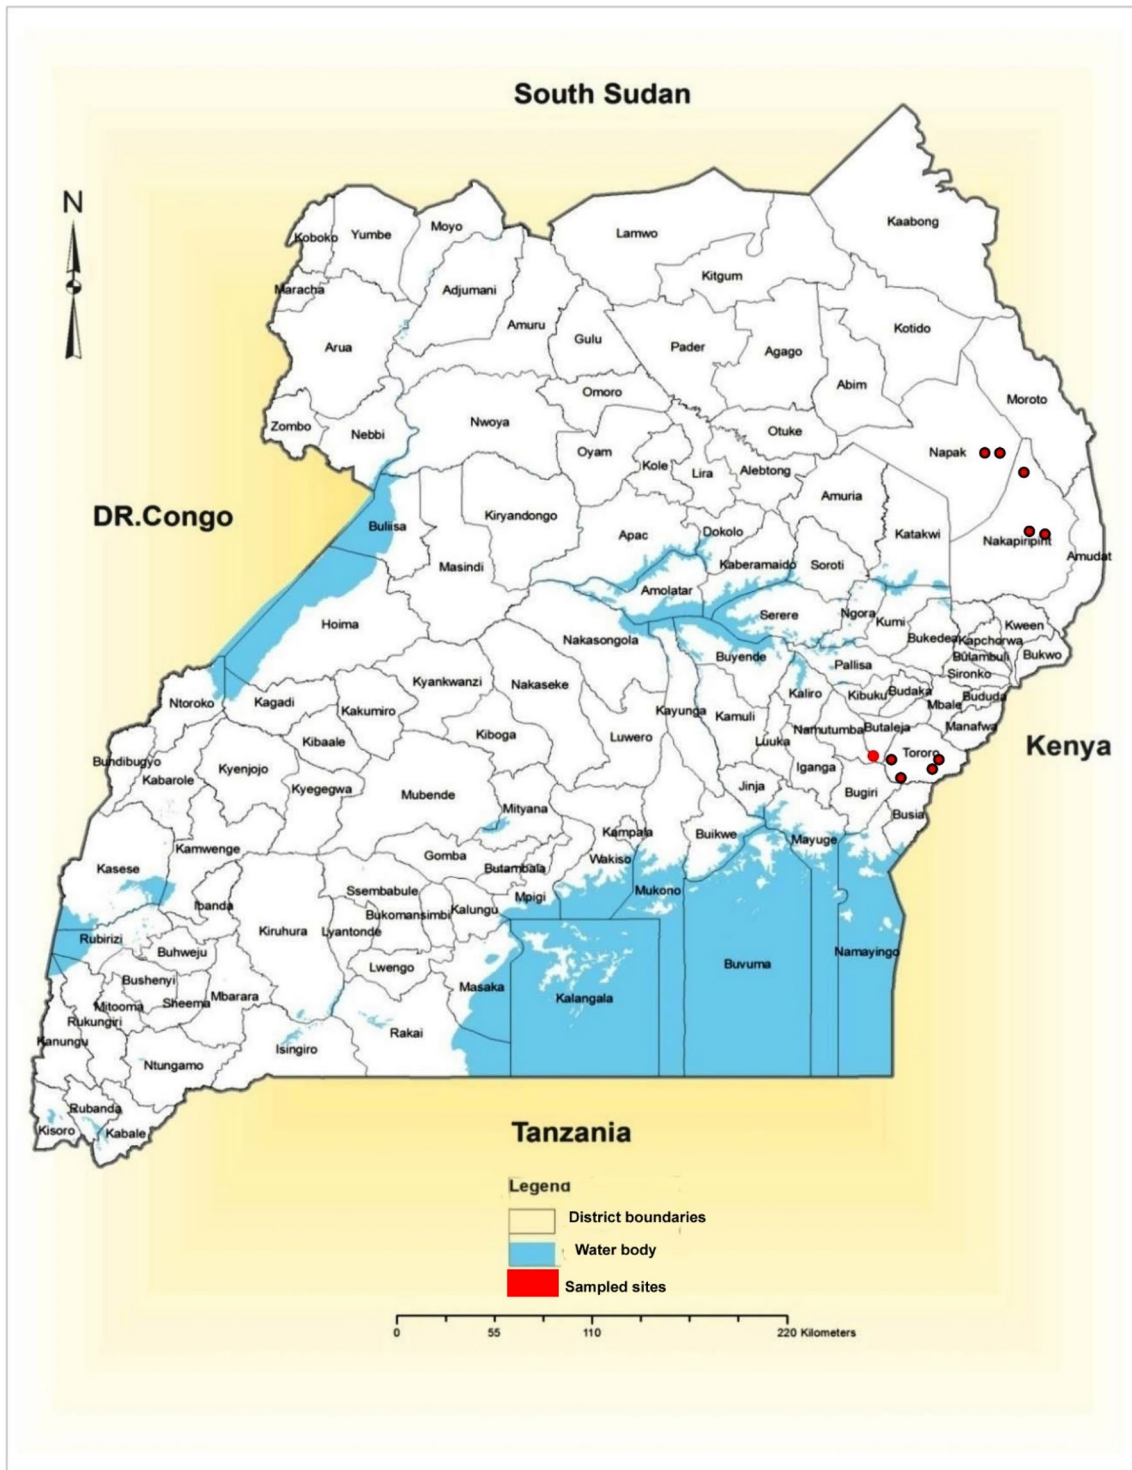 South Sudan
N
Kaabong
Koboko
Yumbe
Moyo
Lamwo
Kitgum
Maracha
Adjumani
Amuru
Gulu
Kotido
Arua
Pader
Agago
Abim
Omoro
Moroto
Zombo
Nebbi
Nwoya
Otuke
Oyam
Kole
Lira
Alebtong
Napak
Amuria
DR.Congo
Buliisa
Kiryandongo
Apac
Dokolo
Katakwi
Nakapiripirit
Amudat
Masindi
Kaberamaido
Soroti
Amolatar
Hoima
Nakasongola
Serere
Ngora
Kumi
Kween
Bukedea
Kapchorwa
Buyende
Pallisa
Bulambuli
Bukwo
Sironko
Ntoroko
Kagadi
Kakumiro
Kyankwanzi
Nakaseke
Kayunga
Kamuli
Kaliro
Kibuku
Budaka
Mbale
Bududa
Kibaale
Kiboga
Luwero
Luuka
Namutumba
Butaleja
Manafwa
Kenya
Bundibugyo
Kabarole
Kyenjojo
Kyegegwa
Mubende
Iganga
Tororo
Jinja
Bugiri
Mityana
Busia
Kamwenge
Kampala
Buikwe
Mayuge
Kasese
Gomba
Butambala
Wakiso
Ssembabule
Mpigi
Mukono
Ibanda
Bukomansimbi
Kalungu
Rubirizi
Kiruhura
Lyantonde
Buhweju
Lwengo
Buvuma
Namayingo
Bushenyi
Masaka
Kalangala
Mitooma
Sheema
Mbarara
Rukungiri
Rakai
Kanungu
Isingiro
Ntungamo
Rubanda
Kisoro
Kabale
Tanzania
Legend
District boundaries
Water body
Sampled sites
0 55 110 220 Kilometers